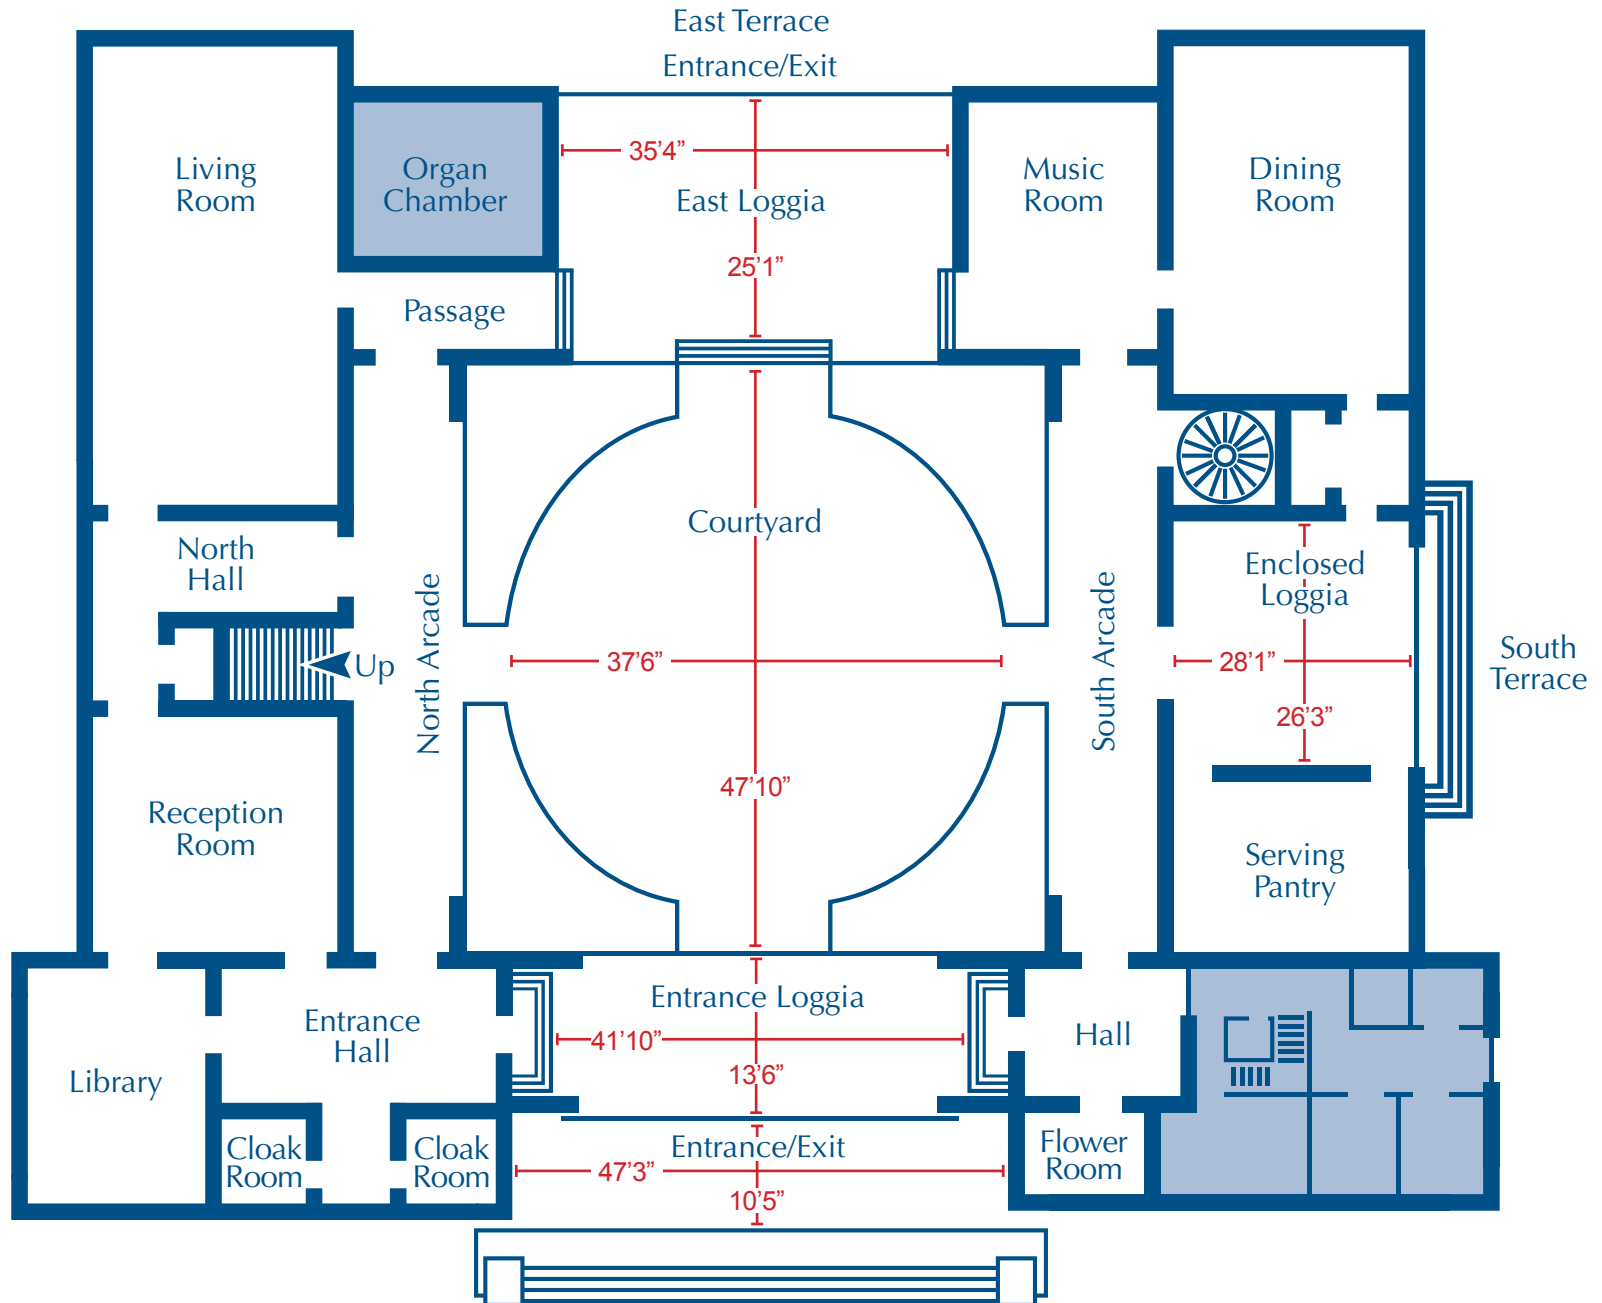 East Terrace
Entrance/Exit
35’4”
Living
Room
Organ
Chamber
East Loggia
Music
Room
Dining
Room
25’1”
Passage
Courtyard
North
Hall
Enclosed
Loggia
North Arcade
South Arcade
Up
37’6”
28’1”
South
Terrace
26’3”
47’10”
Reception
Room
Serving
Pantry
Entrance Loggia
Entrance
Hall
41’10”
Hall
13’6”
Library
Cloak
Room
Cloak
Room
Entrance/Exit
Flower
Room
47’3”
10’5”